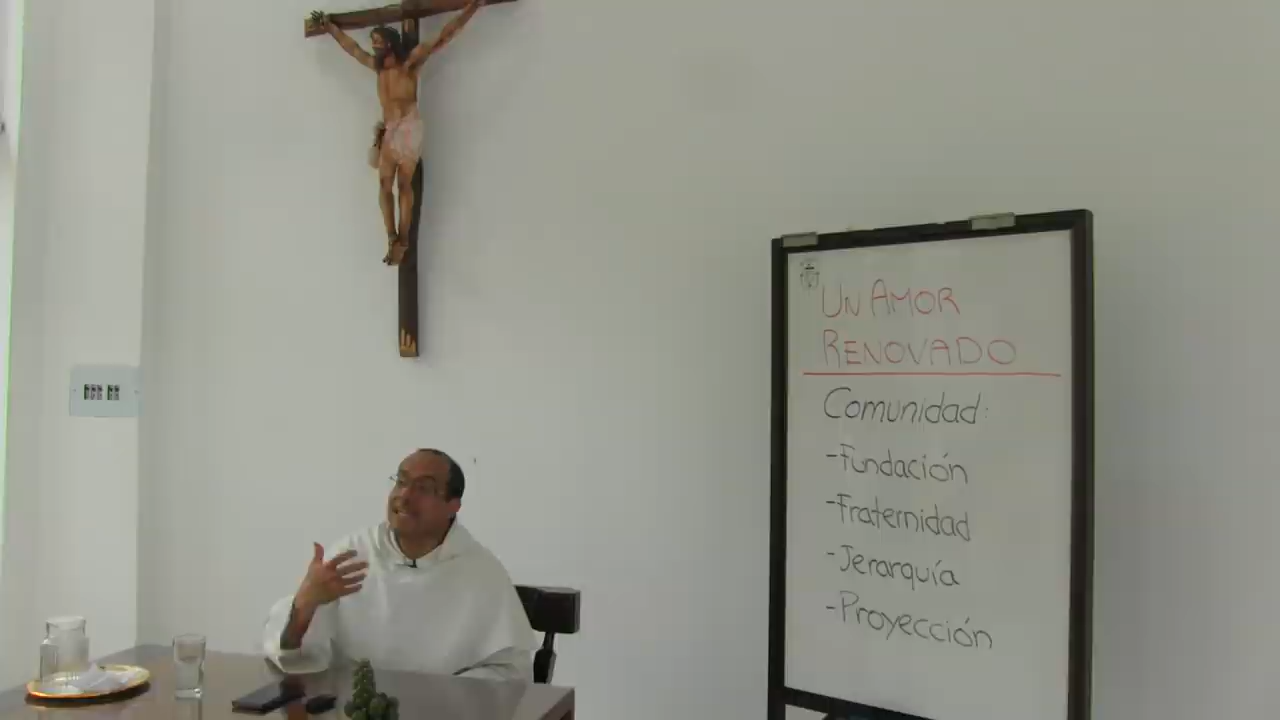 UN AMOR
RENOVADO
Comunidad:
-Fundación
-Fraternidad
-Jerarquía
-Proyección